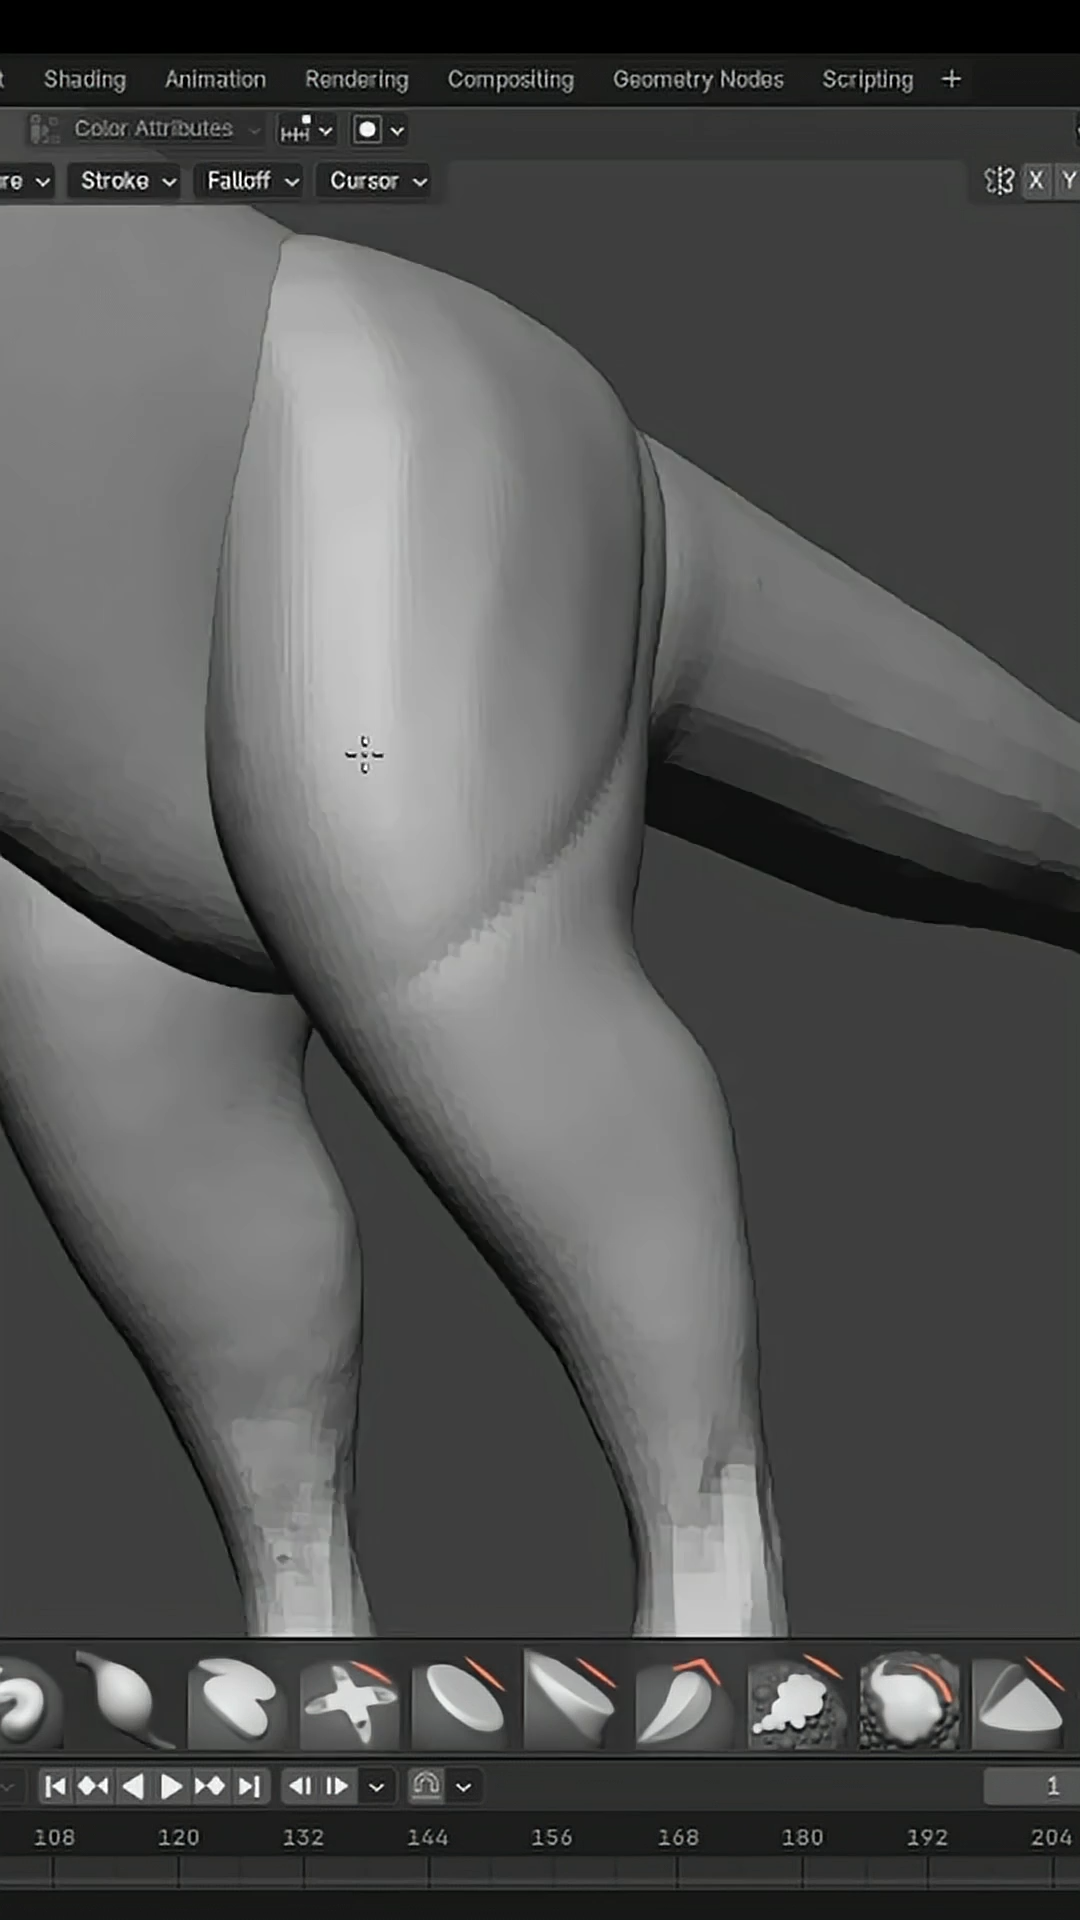 Shading Animation Rendering Compositing Geometry Nodes Scripting +
Color Attributes
Stroke Falloff Cursor X Y
1
108 120 132 144 156 168 180 192 204